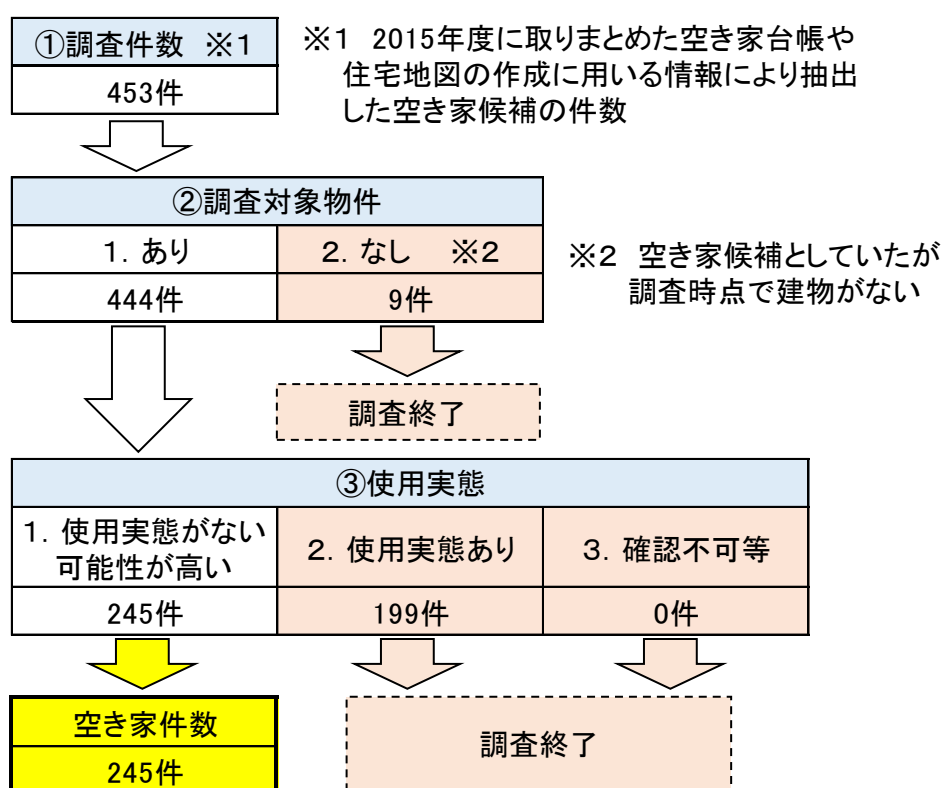 ①調査件数 ※1
453件
※1 2015年度に取りまとめた空き家台帳や
住宅地図の作成に用いる情報により抽出
した空き家候補の件数
②調査対象物件
1. あり
2. なし ※2
444件
9件
※2 空き家候補としていたが
調査時点で建物がない
調査終了
③使用実態
1. 使用実態がない
可能性が高い
2. 使用実態あり
3. 確認不可等
245件
199件
0件
空き家件数
245件
調査終了